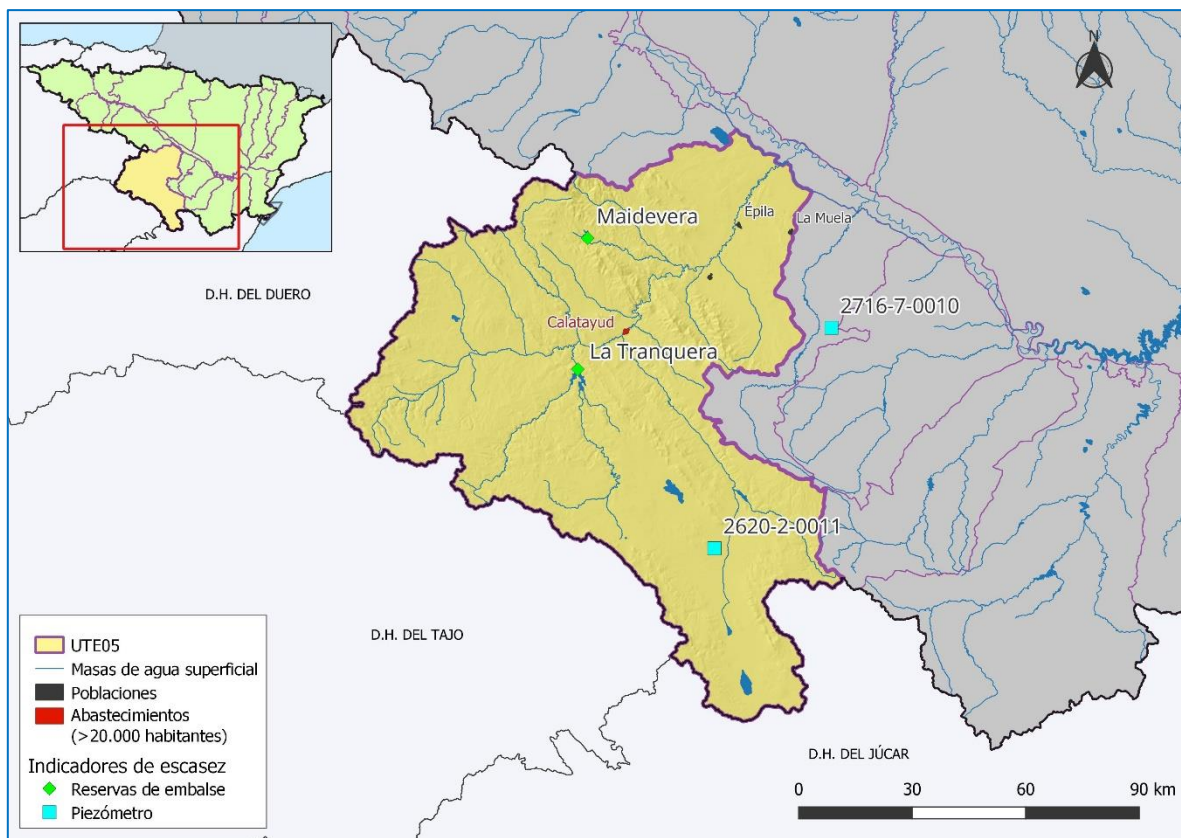 N
Maidevera
Épila
La Muela
D.H. DEL DUERO
2716-7-0010
Calatayud
La Tranquera
2620-2-0011
D.H. DEL TAJO
D.H. DEL JÚCAR
UTE05
Masas de agua superficial
Poblaciones
Abastecimientos
(>20.000 habitantes)
Indicadores de escasez
Reservas de embalse
Piezómetro
0 30 60 90 km